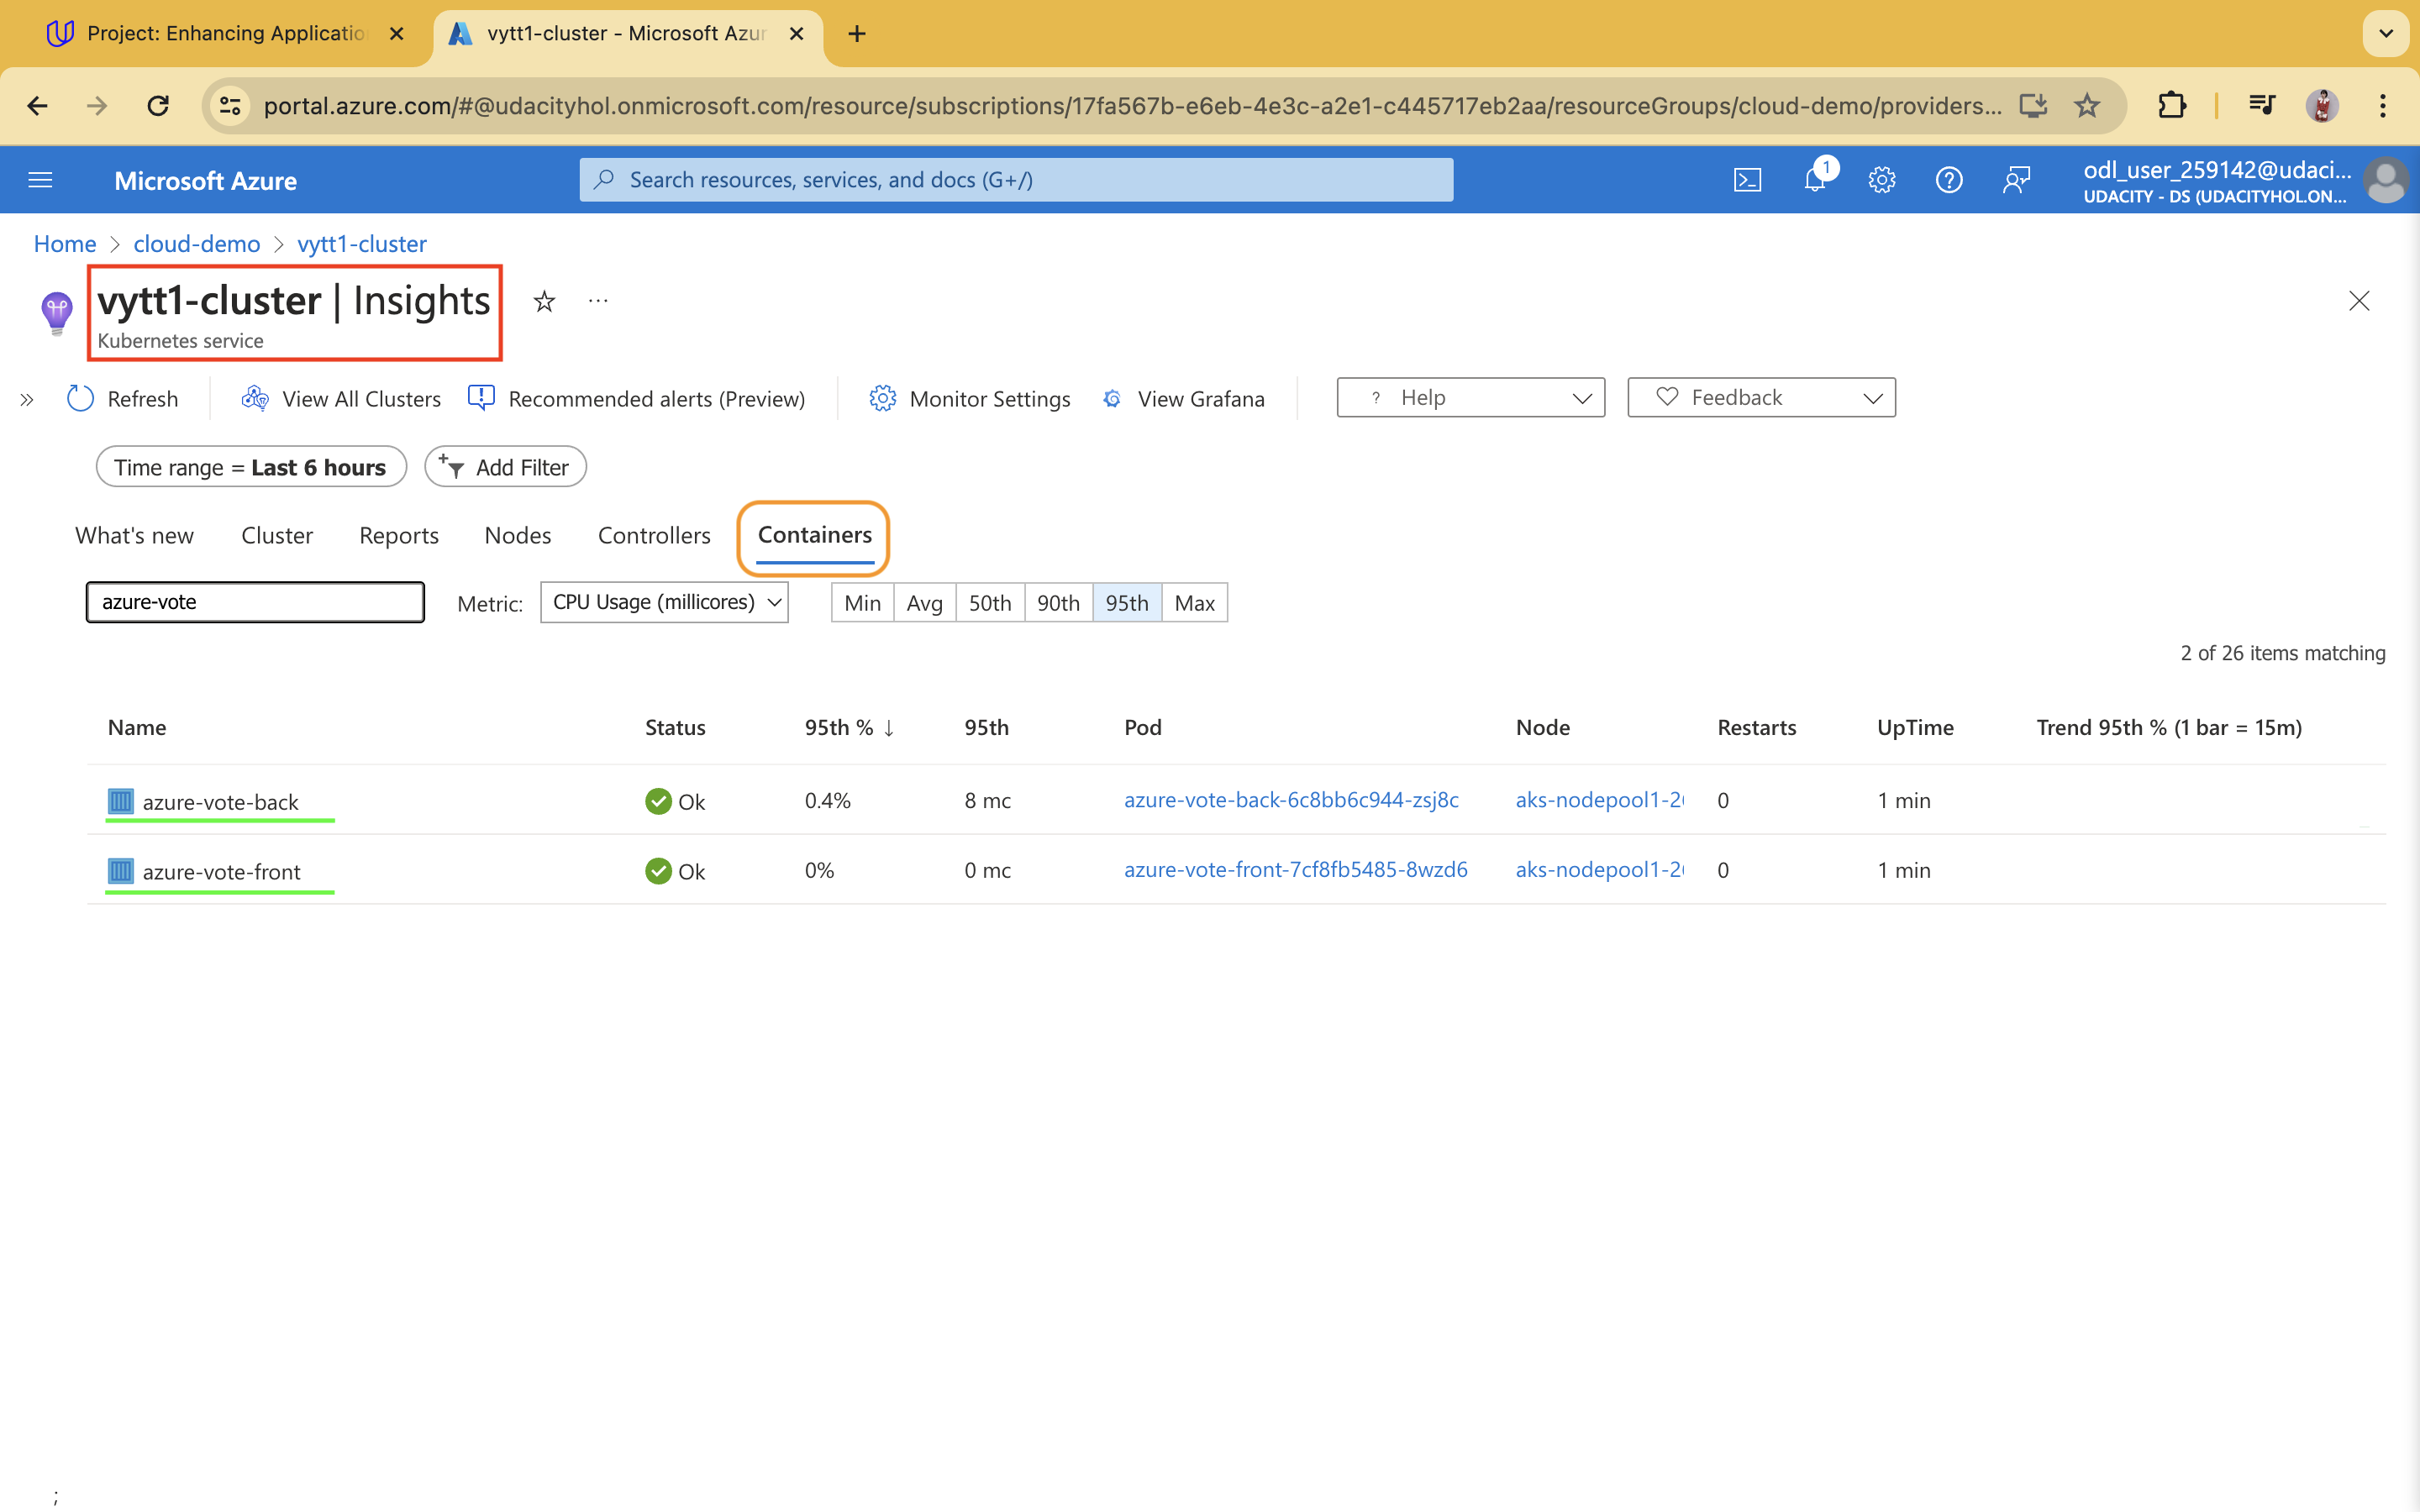 Project: Enhancing Applicatio
vytt1-cluster - Microsoft Azur
portal.azure.com/#@udacityhol.onmicrosoft.com/resource/subscriptions/17fa567b-e6eb-4e3c-a2e1-c445717eb2aa/resourceGroups/cloud-demo/providers...
Microsoft Azure
Search resources, services, and docs (G+/)
1
odl_user_259142@udaci...
UDACITY - DS (UDACITYHOL.ON...
Home > cloud-demo > vytt1-cluster
vytt1-cluster | Insights
Kubernetes service
Refresh View All Clusters Recommended alerts (Preview) Monitor Settings View Grafana ? Help Feedback
Time range = Last 6 hours Add Filter
What's new Cluster Reports Nodes Controllers Containers
azure-vote Metric: CPU Usage (millicores) Min Avg 50th 90th 95th Max
2 of 26 items matching
Name Status 95th % ↓ 95th Pod Node Restarts UpTime Trend 95th % (1 bar = 15m)
azure-vote-back Ok 0.4% 8 mc azure-vote-back-6c8bb6c944-zsj8c aks-nodepool1-2 0 1 min
azure-vote-front Ok 0% 0 mc azure-vote-front-7cf8fb5485-8wzd6 aks-nodepool1-2 0 1 min
;